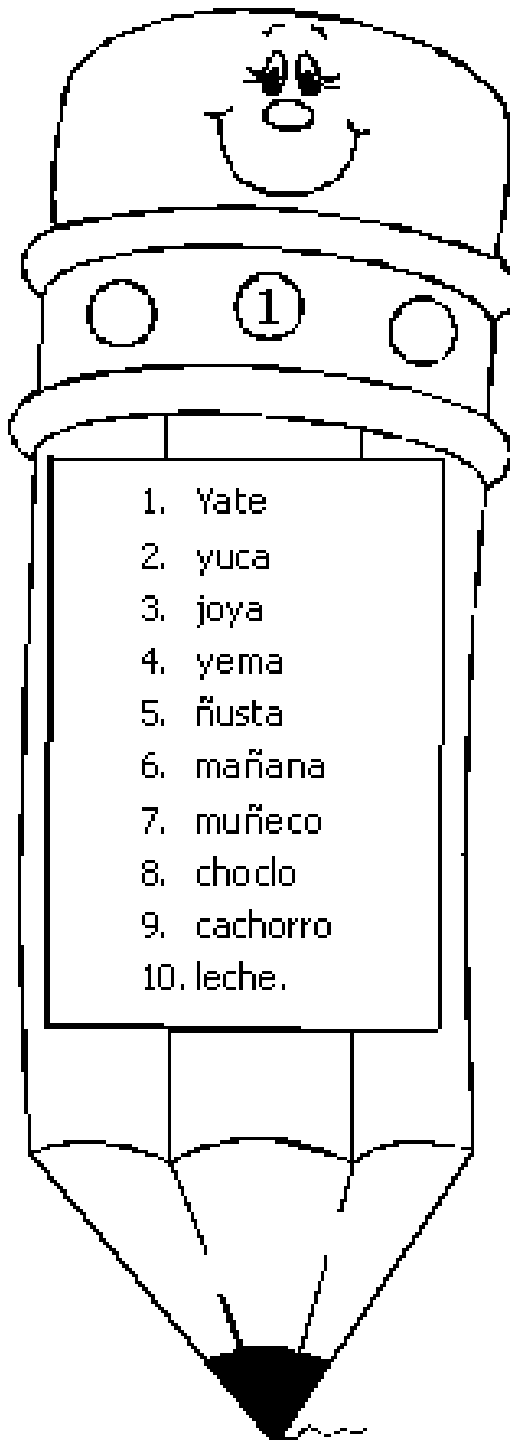 1
1. Yate
2. yuca
3. joya
4. yema
5. ñusta
6. mañana
7. muñeco
8. choclo
9. cachorro
10. leche.